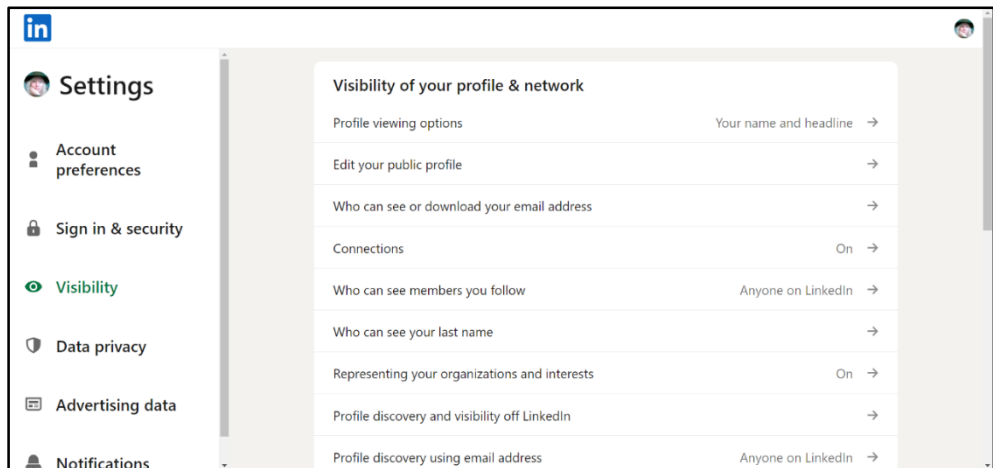 in
Settings
Account
preferences
Sign in & security
Visibility
Data privacy
Advertising data
Notifications
Visibility of your profile & network
Profile viewing options Your name and headline →
Edit your public profile →
Who can see or download your email address →
Connections On →
Who can see members you follow Anyone on LinkedIn →
Who can see your last name →
Representing your organizations and interests On →
Profile discovery and visibility off LinkedIn →
Profile discovery using email address Anyone on LinkedIn →